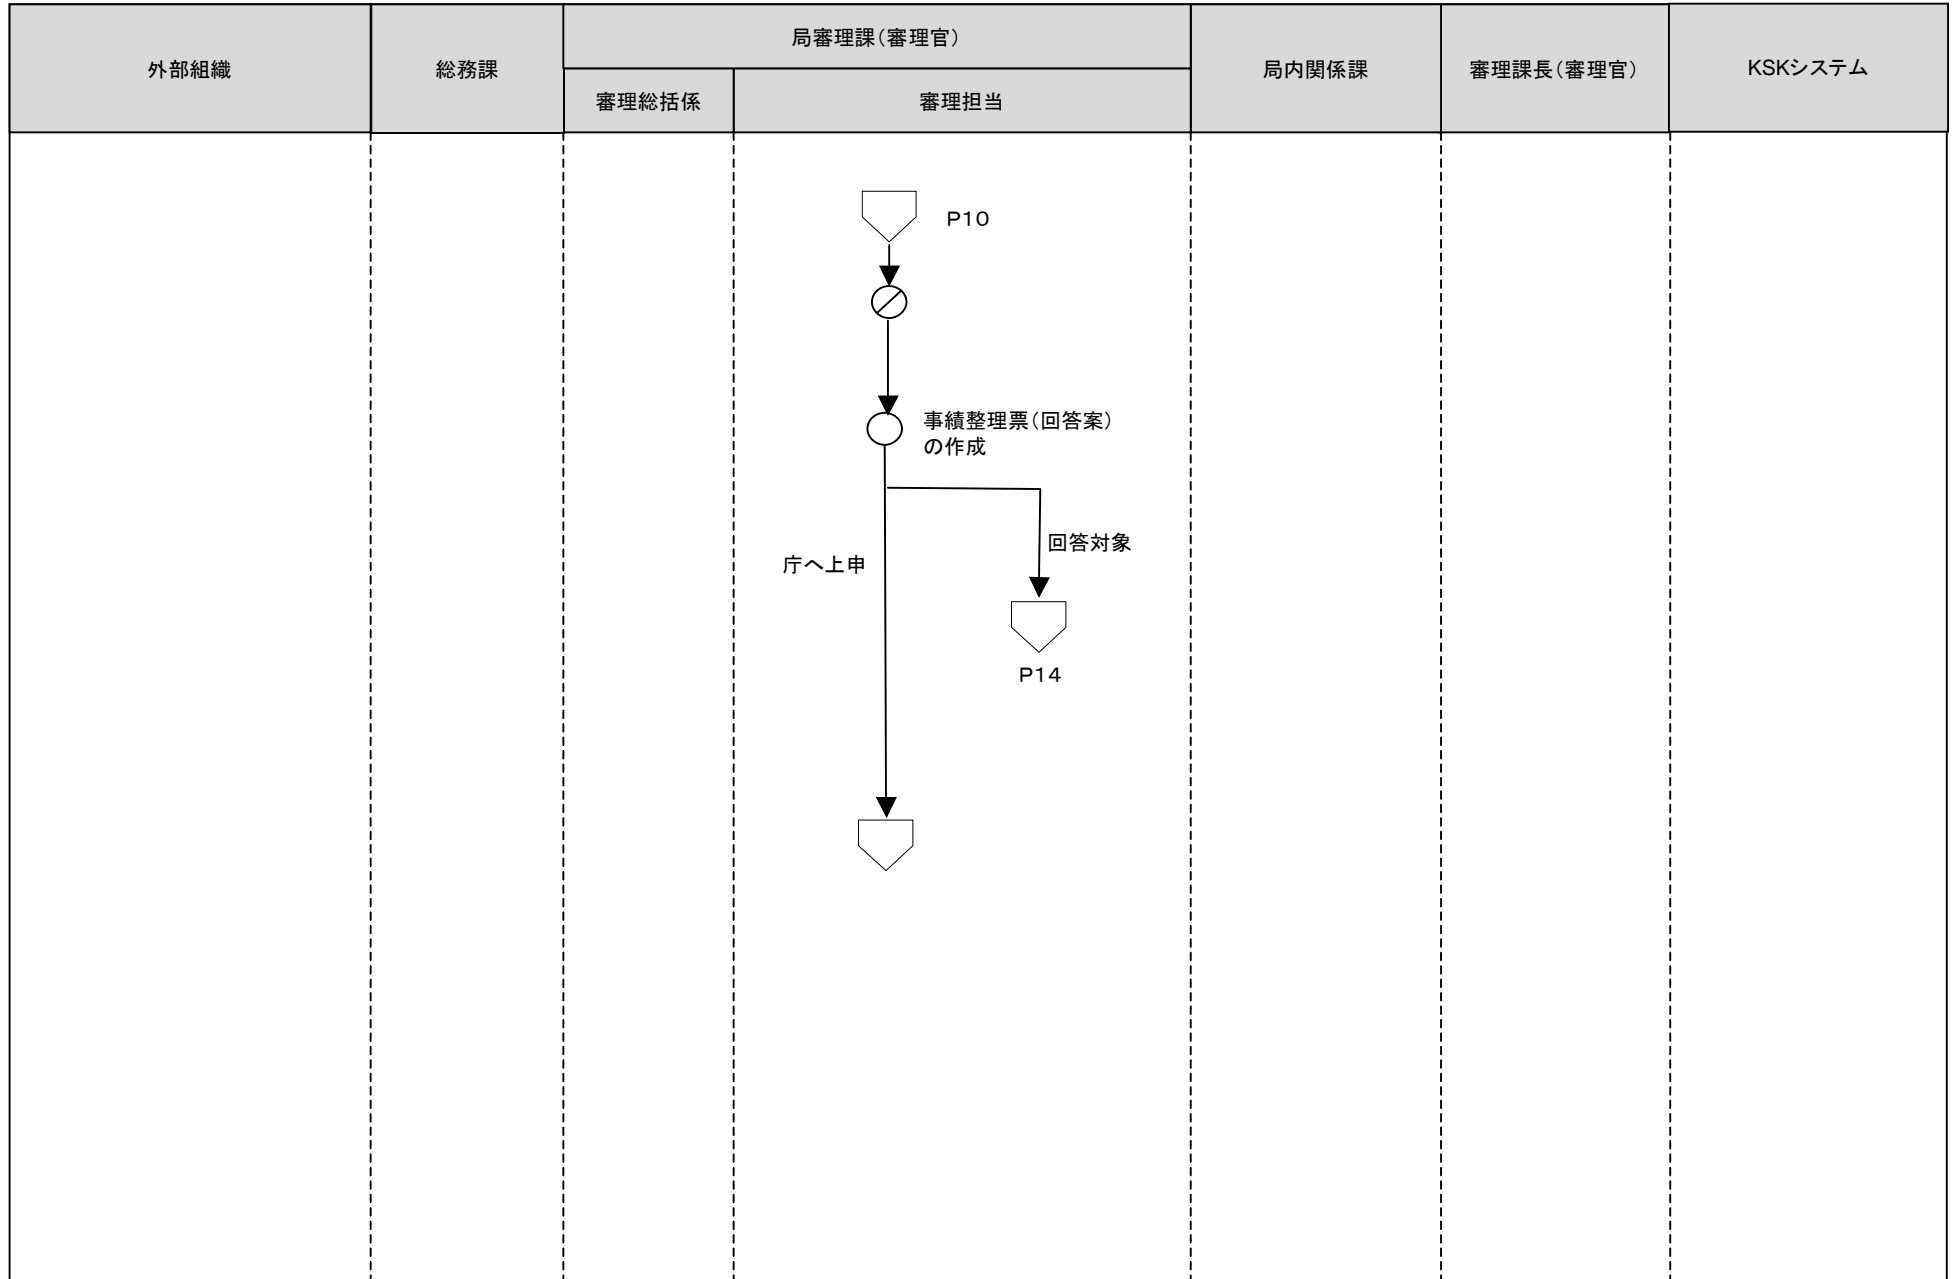 外部組織
総務課
局審理課（審理官）
審理総括係
審理担当
局内関係課
審理課長（審理官）
KSKシステム
P10
事績整理票（回答案）
の作成
回答対象
庁へ上申
P14